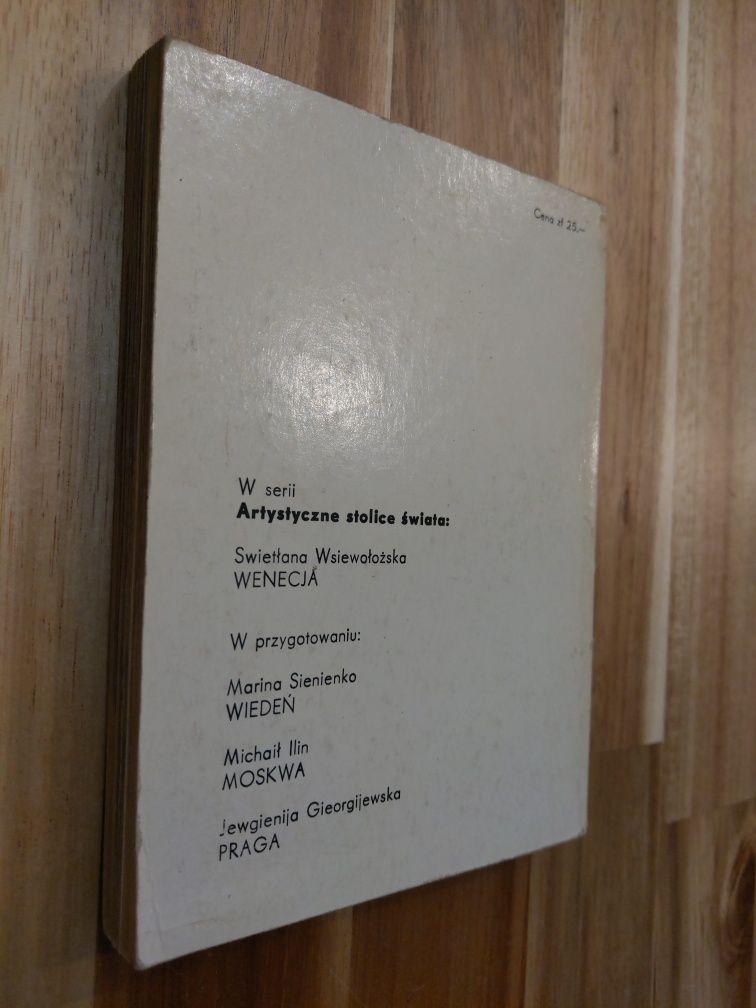 Cena zł 25,—
W serii
Artystyczne stolice świata:
Swietłana Wsiewołożska
WENECJA
W przygotowaniu:
Marina Sienienko
WIEDEŃ
Michaił Ilin
MOSKWA
Jewgienija Gieorgijewska
PRAGA